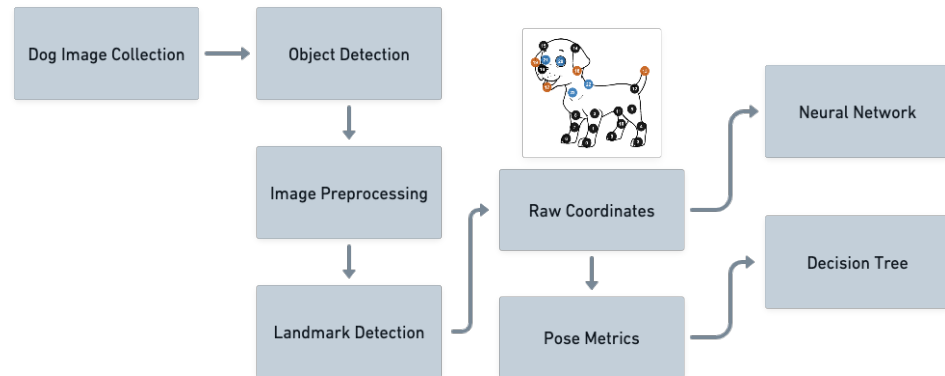 Dog Image Collection
Object Detection
Image Preprocessing
Landmark Detection
Raw Coordinates
Pose Metrics
Neural Network
Decision Tree